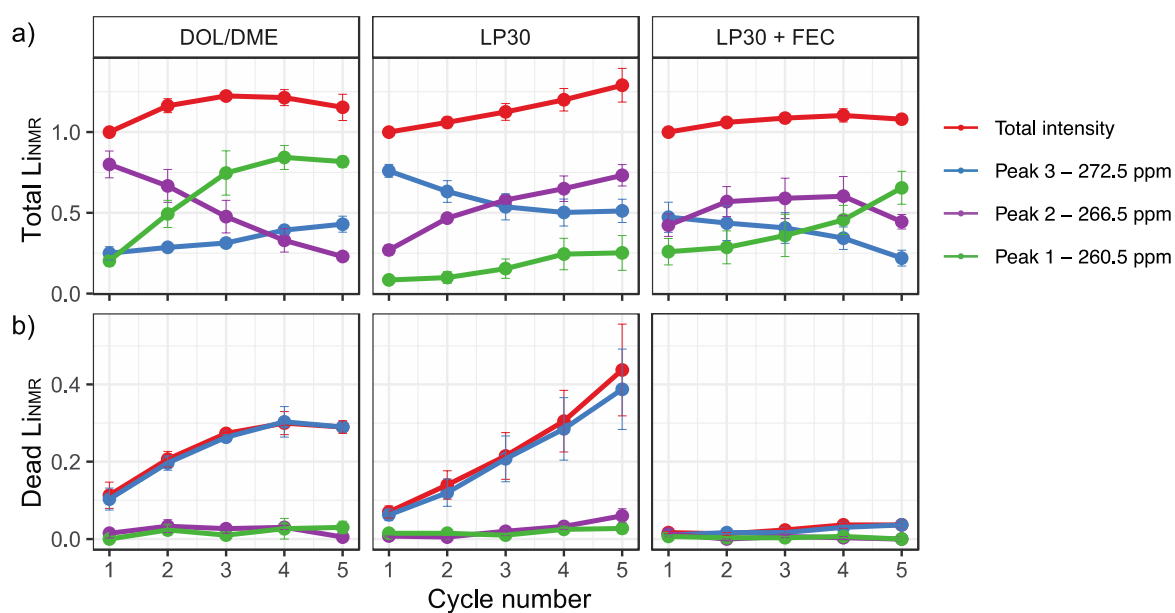 a)
DOL/DME
LP30
LP30 + FEC
Total LiNMR
1.0
0.5
0.0
Total intensity
Peak 3 – 272.5 ppm
Peak 2 – 266.5 ppm
Peak 1 – 260.5 ppm
b)
Dead LiNMR
0.4
0.2
0.0
1 2 3 4 5 1 2 3 4 5 1 2 3 4 5
Cycle number